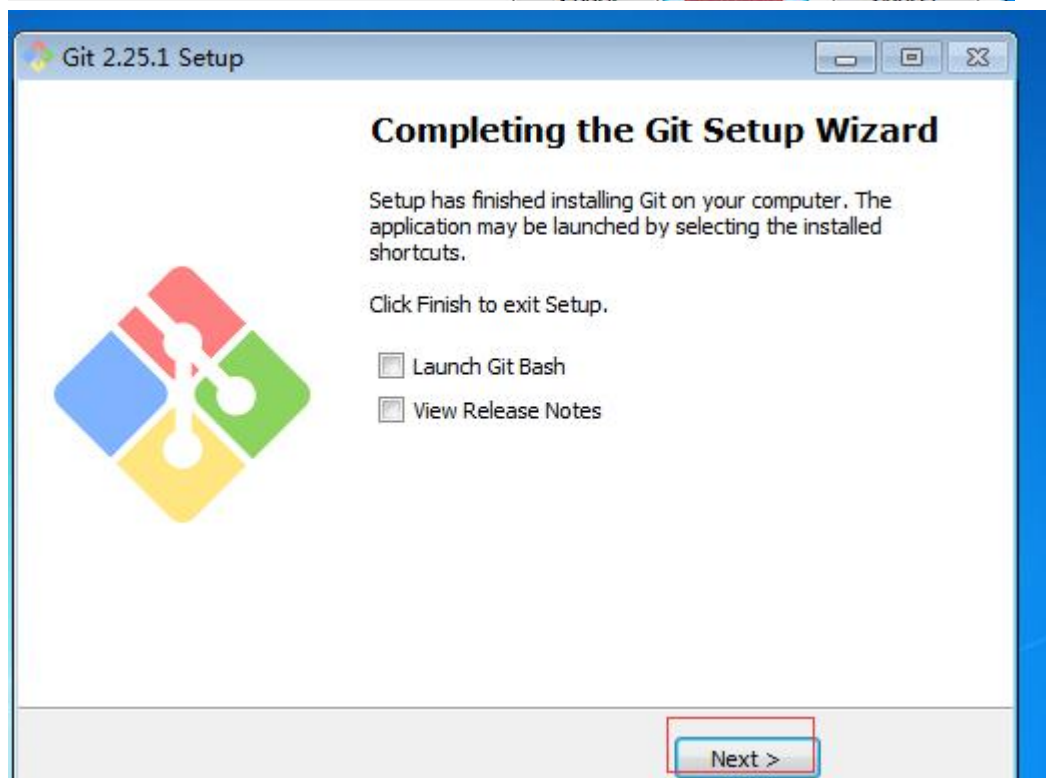 Git 2.25.1 Setup
Completing the Git Setup Wizard
Setup has finished installing Git on your computer. The
application may be launched by selecting the installed
shortcuts.
Click Finish to exit Setup.
Launch Git Bash
View Release Notes
Next >